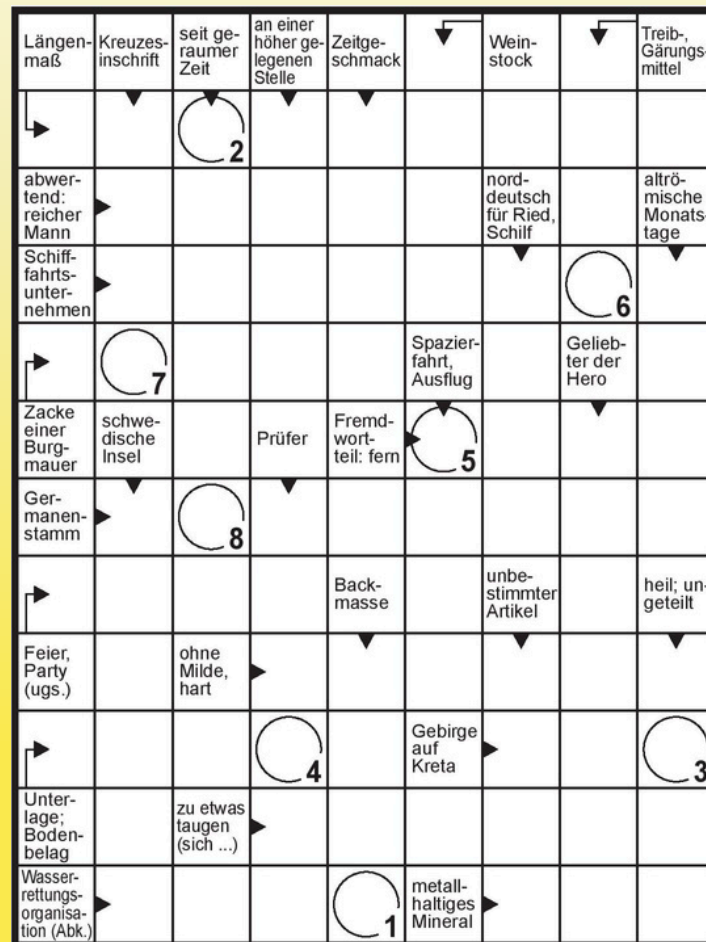 Längen-
maß
Kreuzes-
inschrift
seit ge-
raumer
Zeit
an einer
höher ge-
legenen
Stelle
Zeitge-
schmack
Wein-
stock
Treib-,
Gärungs-
mittel
2
abwer-
tend:
reicher
Mann
nord-
deutsch
für Ried,
Schilf
altrö-
mische
Monats-
tage
Schiff-
fahrts-
unter-
nehmen
6
7
Spazier-
fahrt,
Ausflug
Gelieb-
ter der
Hero
Zacke
einer
Burg-
mauer
schwe-
dische
Insel
Prüfer
Fremd-
wort-
teil: fern
5
Ger-
manen-
stamm
8
Back-
masse
unbe-
stimmter
Artikel
heil; un-
geteilt
Feier,
Party
(ugs.)
ohne
Milde,
hart
4
Gebirge
auf
Kreta
3
Unter-
lage;
Boden-
belag
zu etwas
taugen
(sich ...)
Wasser-
rettungs-
organisa-
tion (Abk.)
1
metall-
haltiges
Mineral